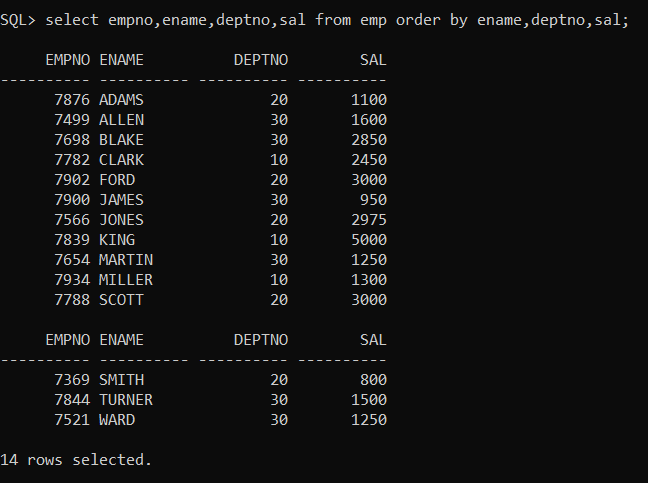 SQL> select empno,ename,deptno,sal from emp order by ename,deptno,sal;
     EMPNO ENAME          DEPTNO        SAL
---------- ---------- ---------- ----------
      7876 ADAMS              20       1100
      7499 ALLEN              30       1600
      7698 BLAKE              30       2850
      7782 CLARK              10       2450
      7902 FORD               20       3000
      7900 JAMES              30        950
      7566 JONES              20       2975
      7839 KING               10       5000
      7654 MARTIN             30       1250
      7934 MILLER             10       1300
      7788 SCOTT              20       3000
     EMPNO ENAME          DEPTNO        SAL
---------- ---------- ---------- ----------
      7369 SMITH              20        800
      7844 TURNER             30       1500
      7521 WARD               30       1250
14 rows selected.